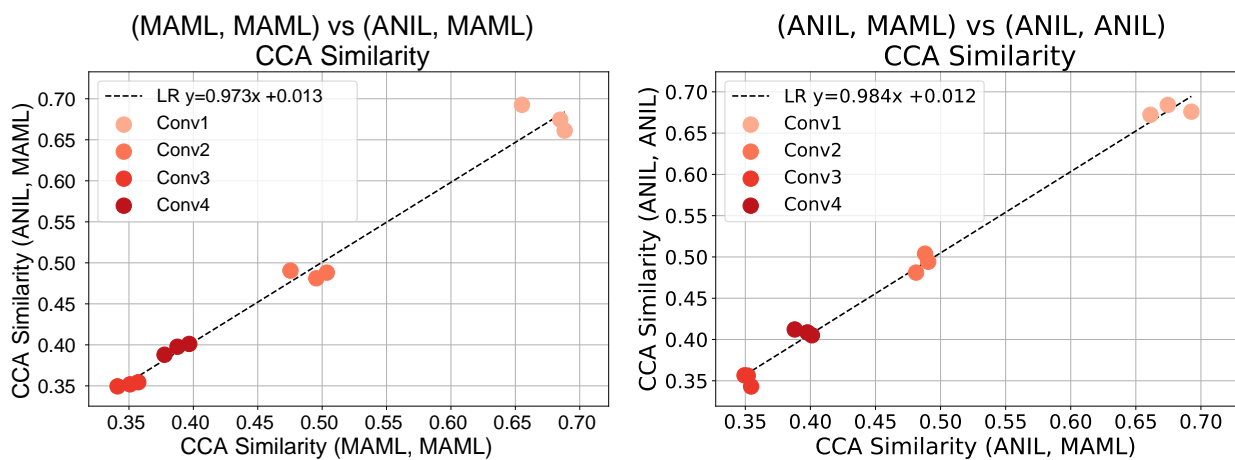 (MAML, MAML) vs (ANIL, MAML)
CCA Similarity
CCA Similarity (ANIL, MAML)
0.70
0.65
0.60
0.55
0.50
0.45
0.40
0.35
LR y=0.973x +0.013
Conv1
Conv2
Conv3
Conv4
0.35 0.40 0.45 0.50 0.55 0.60 0.65 0.70
CCA Similarity (MAML, MAML)
(ANIL, MAML) vs (ANIL, ANIL)
CCA Similarity
CCA Similarity (ANIL, ANIL)
0.70
0.65
0.60
0.55
0.50
0.45
0.40
0.35
LR y=0.984x +0.012
Conv1
Conv2
Conv3
Conv4
0.35 0.40 0.45 0.50 0.55 0.60 0.65 0.70
CCA Similarity (ANIL, MAML)